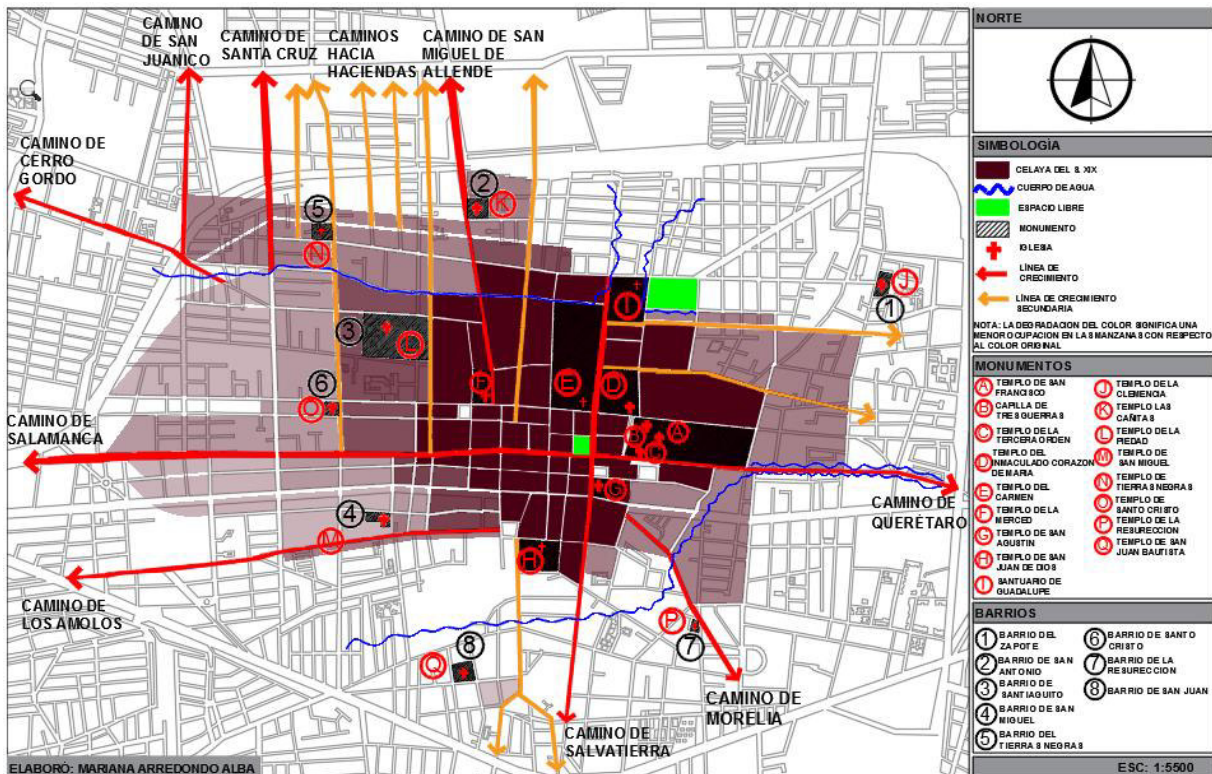 CAMINO
DE SAN
JUANICO
CAMINO DE
SANTA CRUZ
CAMINOS
HACIA
HACIENDAS
CAMINO DE SAN
MIGUEL DE
ALLENDE
CAMINO DE
CERRO
GORDO
CAMINO DE
SALAMANCA
CAMINO DE
LOS AMOLOS
CAMINO DE
SALVATIERRA
CAMINO DE
MORELIA
CAMINO DE
QUERÉTARO
2
K
5
N
3
L
6
O
4
M
F
E
D
I
J
1
B
A
C
G
H
P
7
Q
8
ELABORÓ: MARIANA ARREDONDO ALBA
NORTE
SIMBOLOGÍA
CELAYA DEL S. XIX
CUERPO DE AGUA
ESPACIO LIBRE
MONUMENTO
IGLESIA
LÍNEA DE
CRECIMIENTO
LÍNEA DE CRECIMIENTO
SECUNDARIA
NOTA: LA DEGRADACION DEL COLOR SIGNIFICA UNA
MENOR OCUPACION EN LAS MANZANAS CON RESPECTO
AL COLOR ORIGINAL
MONUMENTOS
A TEMPLO DE SAN
FRANCISCO
B CAPILLA DE
TRESGUERRAS
C TEMPLO DE LA
TERCERA ORDEN
D TEMPLO DEL
INMACULADO CORAZON
DE MARIA
E TEMPLO DEL
CARMEN
F TEMPLO DE LA
MERCED
G TEMPLO DE SAN
AGUSTIN
H TEMPLO DE SAN
JUAN DE DIOS
I SANTUARIO DE
GUADALUPE
J TEMPLO DE LA
CLEMENCIA
K TEMPLO LAS
CAÑITAS
L TEMPLO DE LA
PIEDAD
M TEMPLO DE
SAN MIGUEL
N TEMPLO DE
TIERRAS NEGRAS
O TEMPLO DE
SANTO CRISTO
P TEMPLO DE LA
RESURECCION
Q TEMPLO DE SAN
JUAN BAUTISTA
BARRIOS
1 BARRIO DEL
ZAPOTE
2 BARRIO DE SAN
ANTONIO
3 BARRIO DE
SANTIAGUITO
4 BARRIO DE SAN
MIGUEL
5 BARRIO DEL
TIERRAS NEGRAS
6 BARRIO DE SANTO
CRISTO
7 BARRIO DE LA
RESURECCION
8 BARRIO DE SAN JUAN
ESC: 1:5500